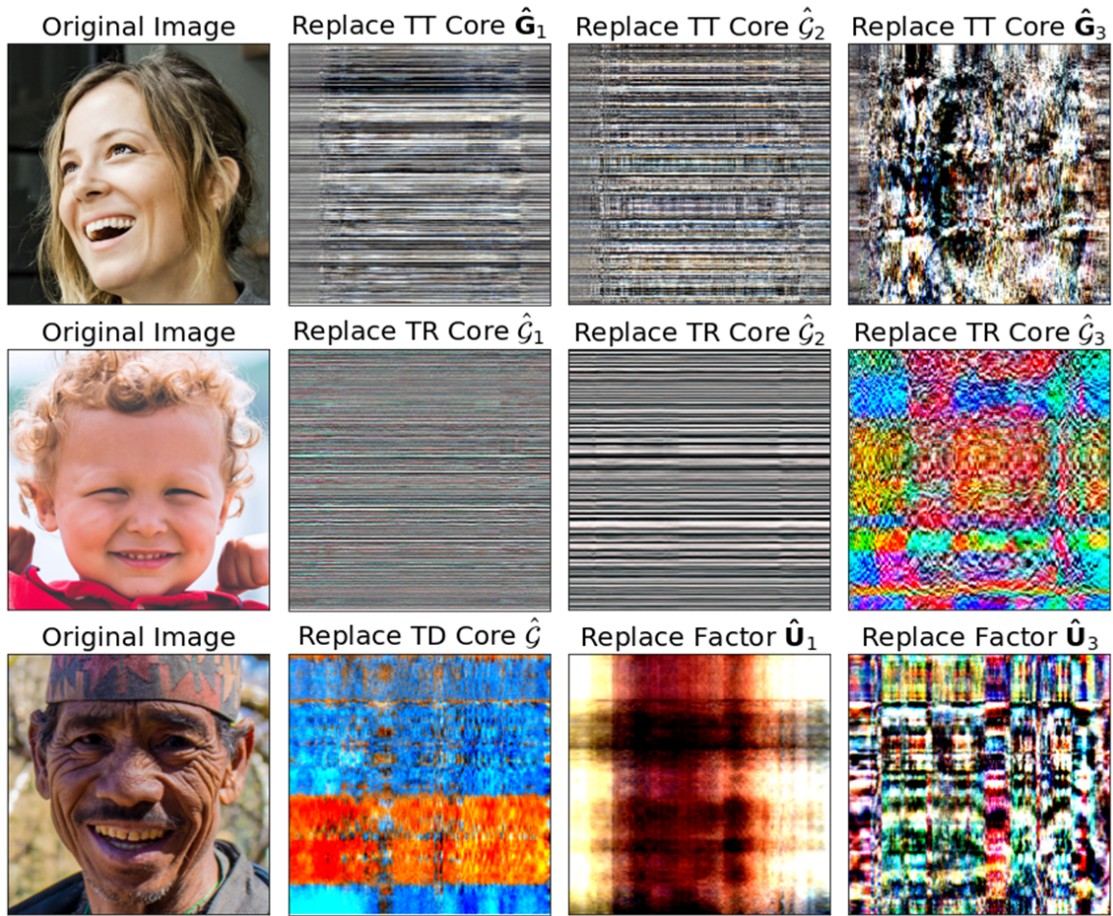 Original Image Replace TT Core Ĝ₁ Replace TT Core 𝒢̂₂ Replace TT Core Ĝ₃
Original Image Replace TR Core 𝒢̂₁ Replace TR Core 𝒢̂₂ Replace TR Core 𝒢̂₃
Original Image Replace TD Core 𝒢̂ Replace Factor Û₁ Replace Factor Û₃